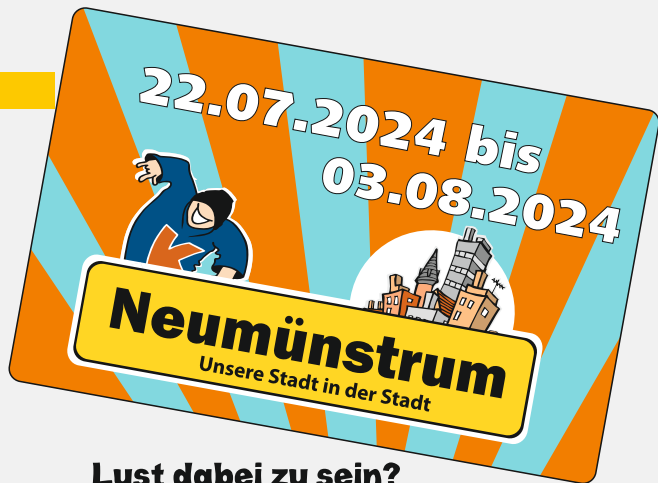 22.07.2024 bis
03.08.2024
K
Neumünstrum
Unsere Stadt in der Stadt
Lust dabei zu sein?